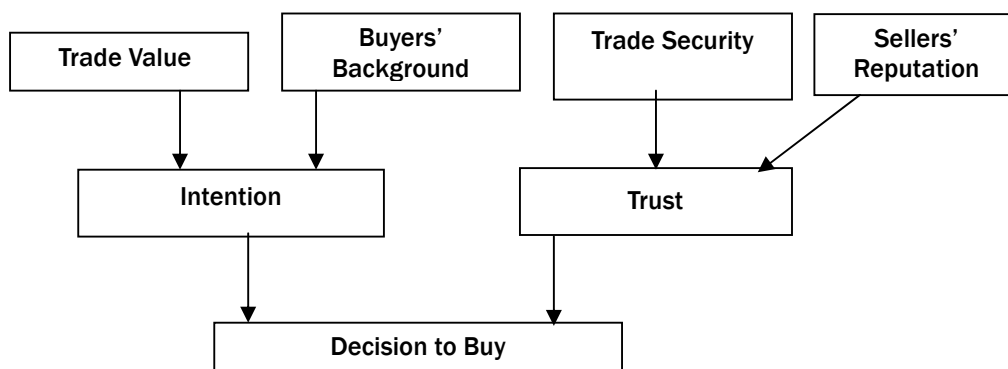 Trade Value
Buyers’
Background
Trade Security
Sellers’
Reputation
Intention
Trust
Decision to Buy